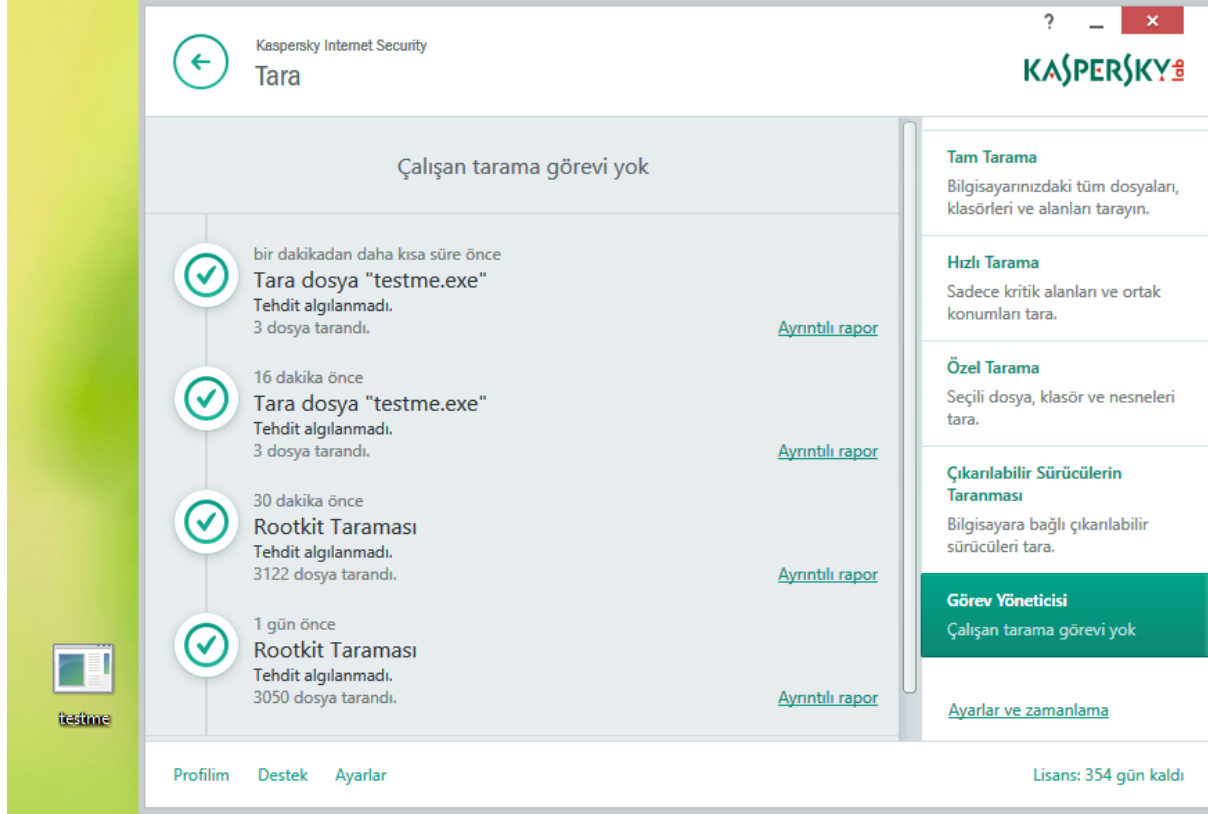 Kaspersky Internet Security
Tara
?
KASPERSKY lab
Çalışan tarama görevi yok
bir dakikadan daha kısa süre önce
Tara dosya "testme.exe"
Tehdit algılanmadı.
3 dosya tarandı.
Ayrıntılı rapor
16 dakika önce
Tara dosya "testme.exe"
Tehdit algılanmadı.
3 dosya tarandı.
Ayrıntılı rapor
30 dakika önce
Rootkit Taraması
Tehdit algılanmadı.
3122 dosya tarandı.
Ayrıntılı rapor
1 gün önce
Rootkit Taraması
Tehdit algılanmadı.
3050 dosya tarandı.
Ayrıntılı rapor
Tam Tarama
Bilgisayarınızdaki tüm dosyaları,
klasörleri ve alanları tarayın.
Hızlı Tarama
Sadece kritik alanları ve ortak
konumları tara.
Özel Tarama
Seçili dosya, klasör ve nesneleri
tara.
Çıkarılabilir Sürücülerin
Taranması
Bilgisayara bağlı çıkarılabilir
sürücüleri tara.
Görev Yöneticisi
Çalışan tarama görevi yok
Ayarlar ve zamanlama
testme
Profilim Destek Ayarlar
Lisans: 354 gün kaldı